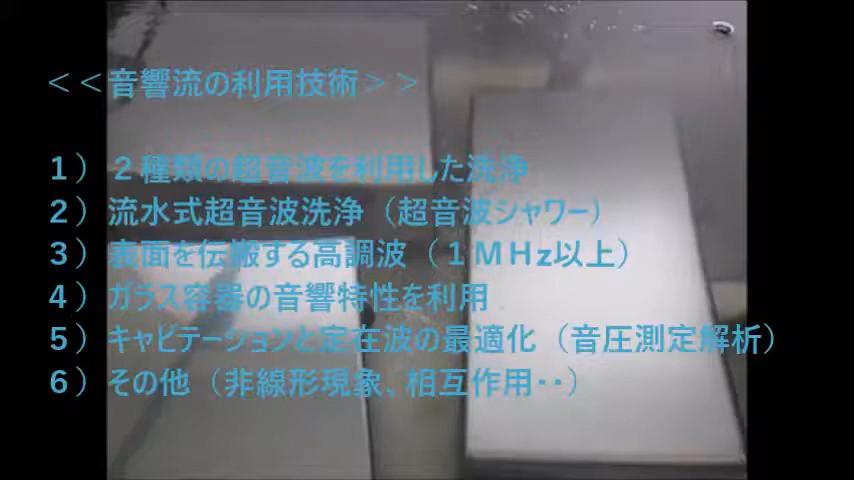 ＜＜音響流の利用技術＞＞
１）２種類の超音波を利用した洗浄
２）流水式超音波洗浄（超音波シャワー）
３）表面を伝搬する高調波（１ＭＨz以上）
４）ガラス容器の音響特性を利用
５）キャビテーションと定在波の最適化（音圧測定解析）
６）その他（非線形現象、相互作用・・）